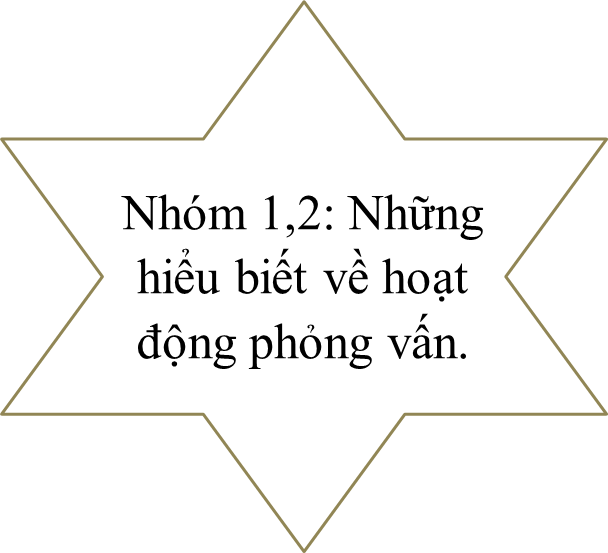 Nhóm 1,2: Những
hiểu biết về hoạt
động phỏng vấn.